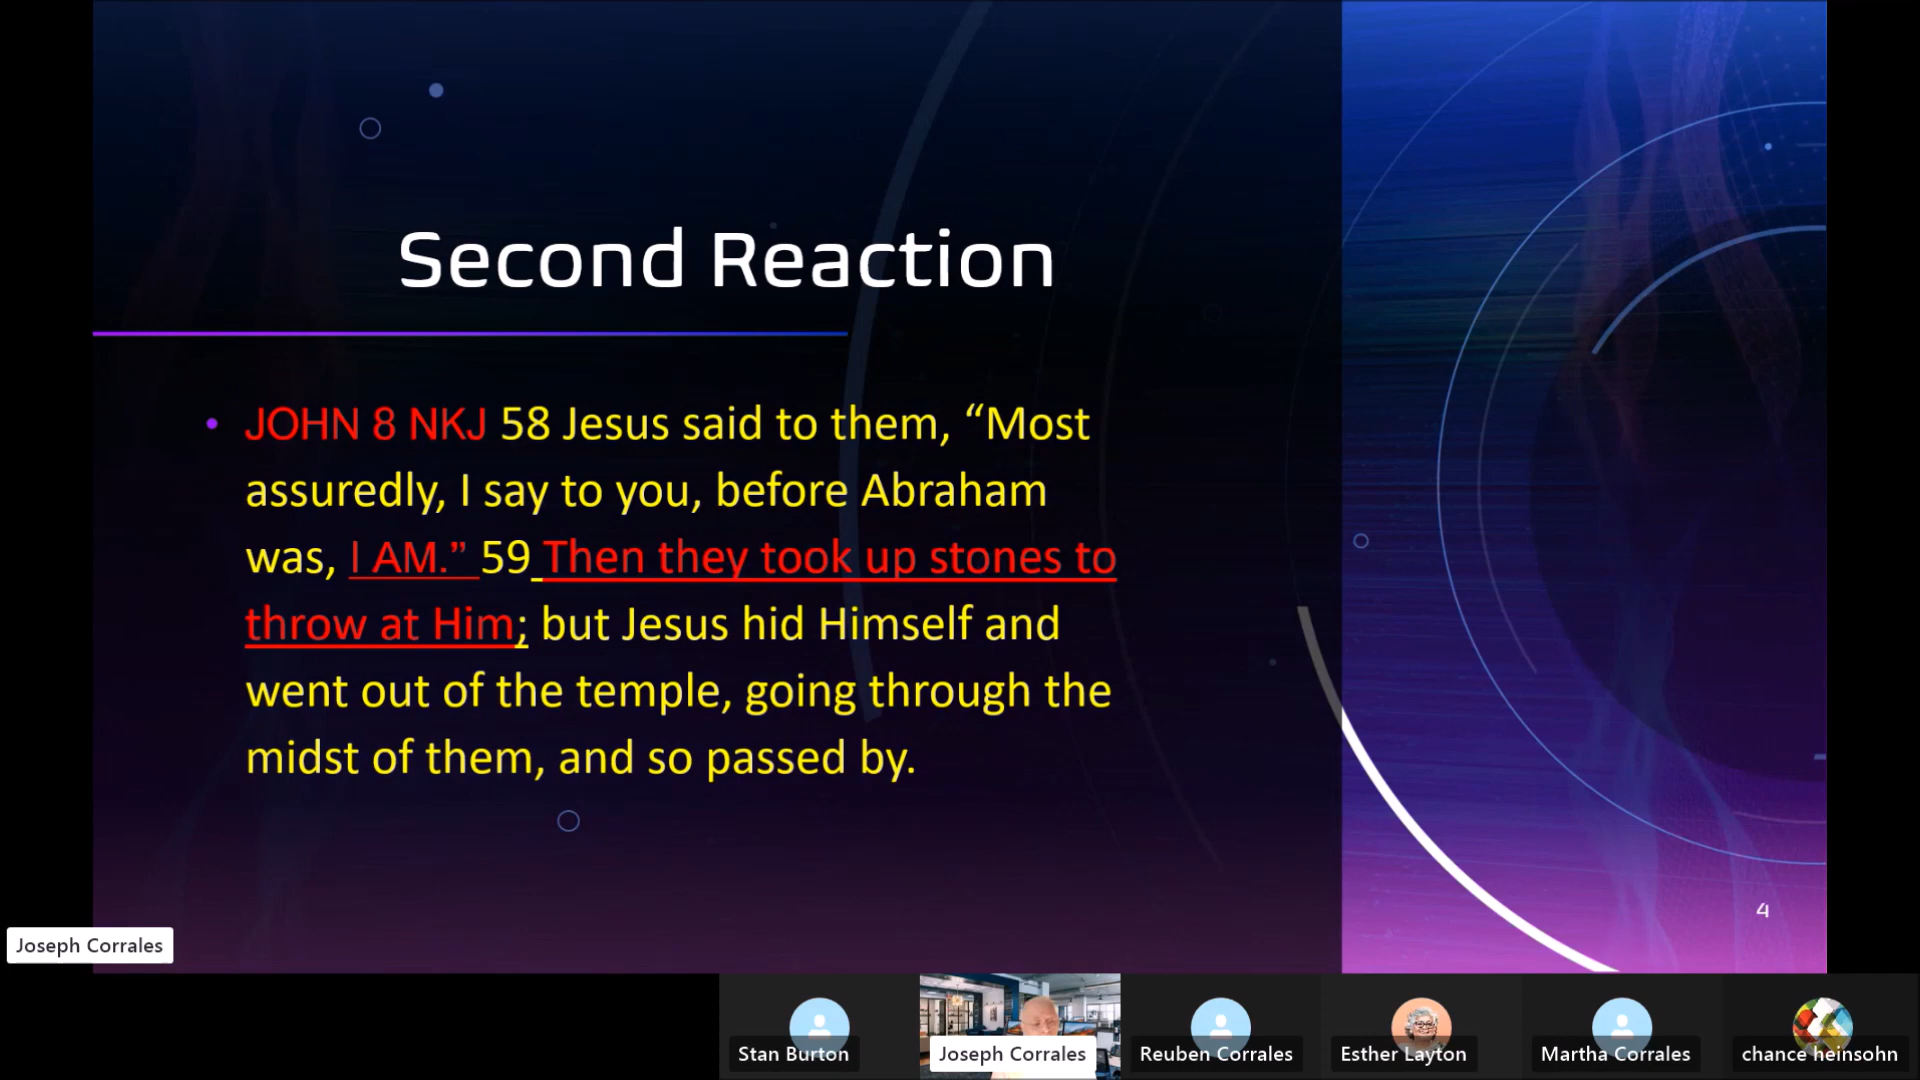 Second Reaction
• JOHN 8 NKJ 58 Jesus said to them, “Most
assuredly, I say to you, before Abraham
was, I AM.” 59 Then they took up stones to
throw at Him; but Jesus hid Himself and
went out of the temple, going through the
midst of them, and so passed by.
4
Joseph Corrales
Stan Burton
Joseph Corrales
Reuben Corrales
Esther Layton
Martha Corrales
chance heinsohn